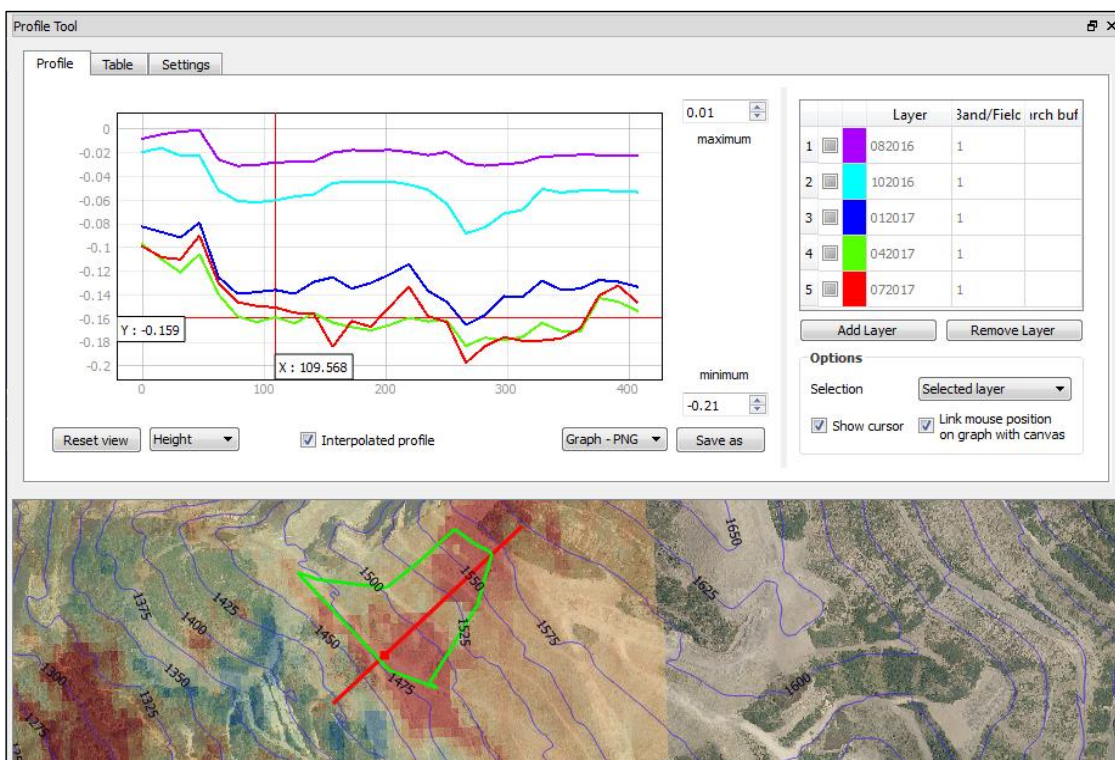 Profile Tool
Profile Table Settings
0
-0.02
-0.04
-0.06
-0.08
-0.1
-0.12
-0.14
-0.16
-0.18
-0.2
Y : -0.159
X : 109.568
0 100 200 300 400
0.01
maximum
minimum
-0.21
Reset view Height Interpolated profile Graph - PNG Save as
Layer Band/Field arch buf
1 082016 1
2 102016 1
3 012017 1
4 042017 1
5 072017 1
Add Layer Remove Layer
Options
Selection Selected layer
Show cursor Link mouse position
on graph with canvas
1650
1625
1600
1575
1550
1525
1500
1475
1450
1425
1400
1375
1350
1325
1300
1275